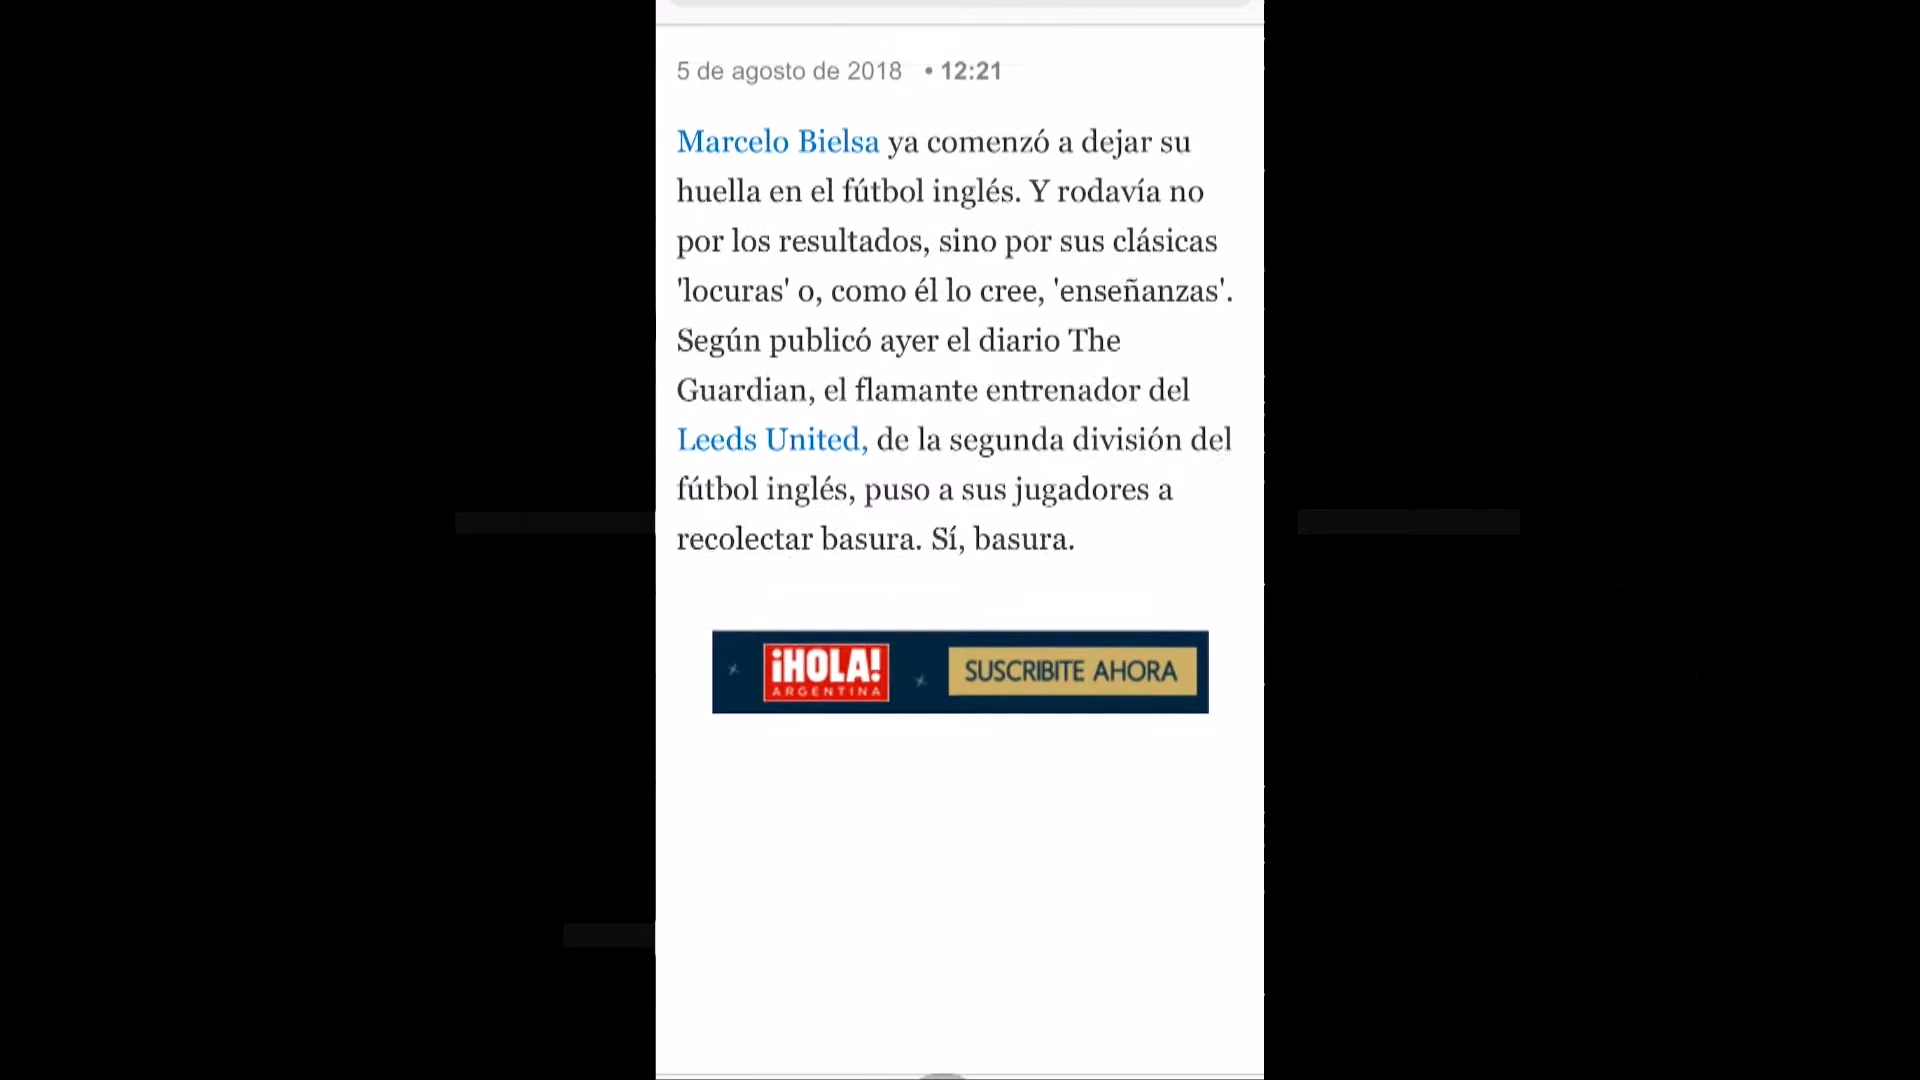 5 de agosto de 2018 • 12:21
Marcelo Bielsa ya comenzó a dejar su
huella en el fútbol inglés. Y rodavía no
por los resultados, sino por sus clásicas
'locuras' o, como él lo cree, 'enseñanzas'.
Según publicó ayer el diario The
Guardian, el flamante entrenador del
Leeds United, de la segunda división del
fútbol inglés, puso a sus jugadores a
recolectar basura. Sí, basura.
¡HOLA!
ARGENTINA
SUSCRIBITE AHORA